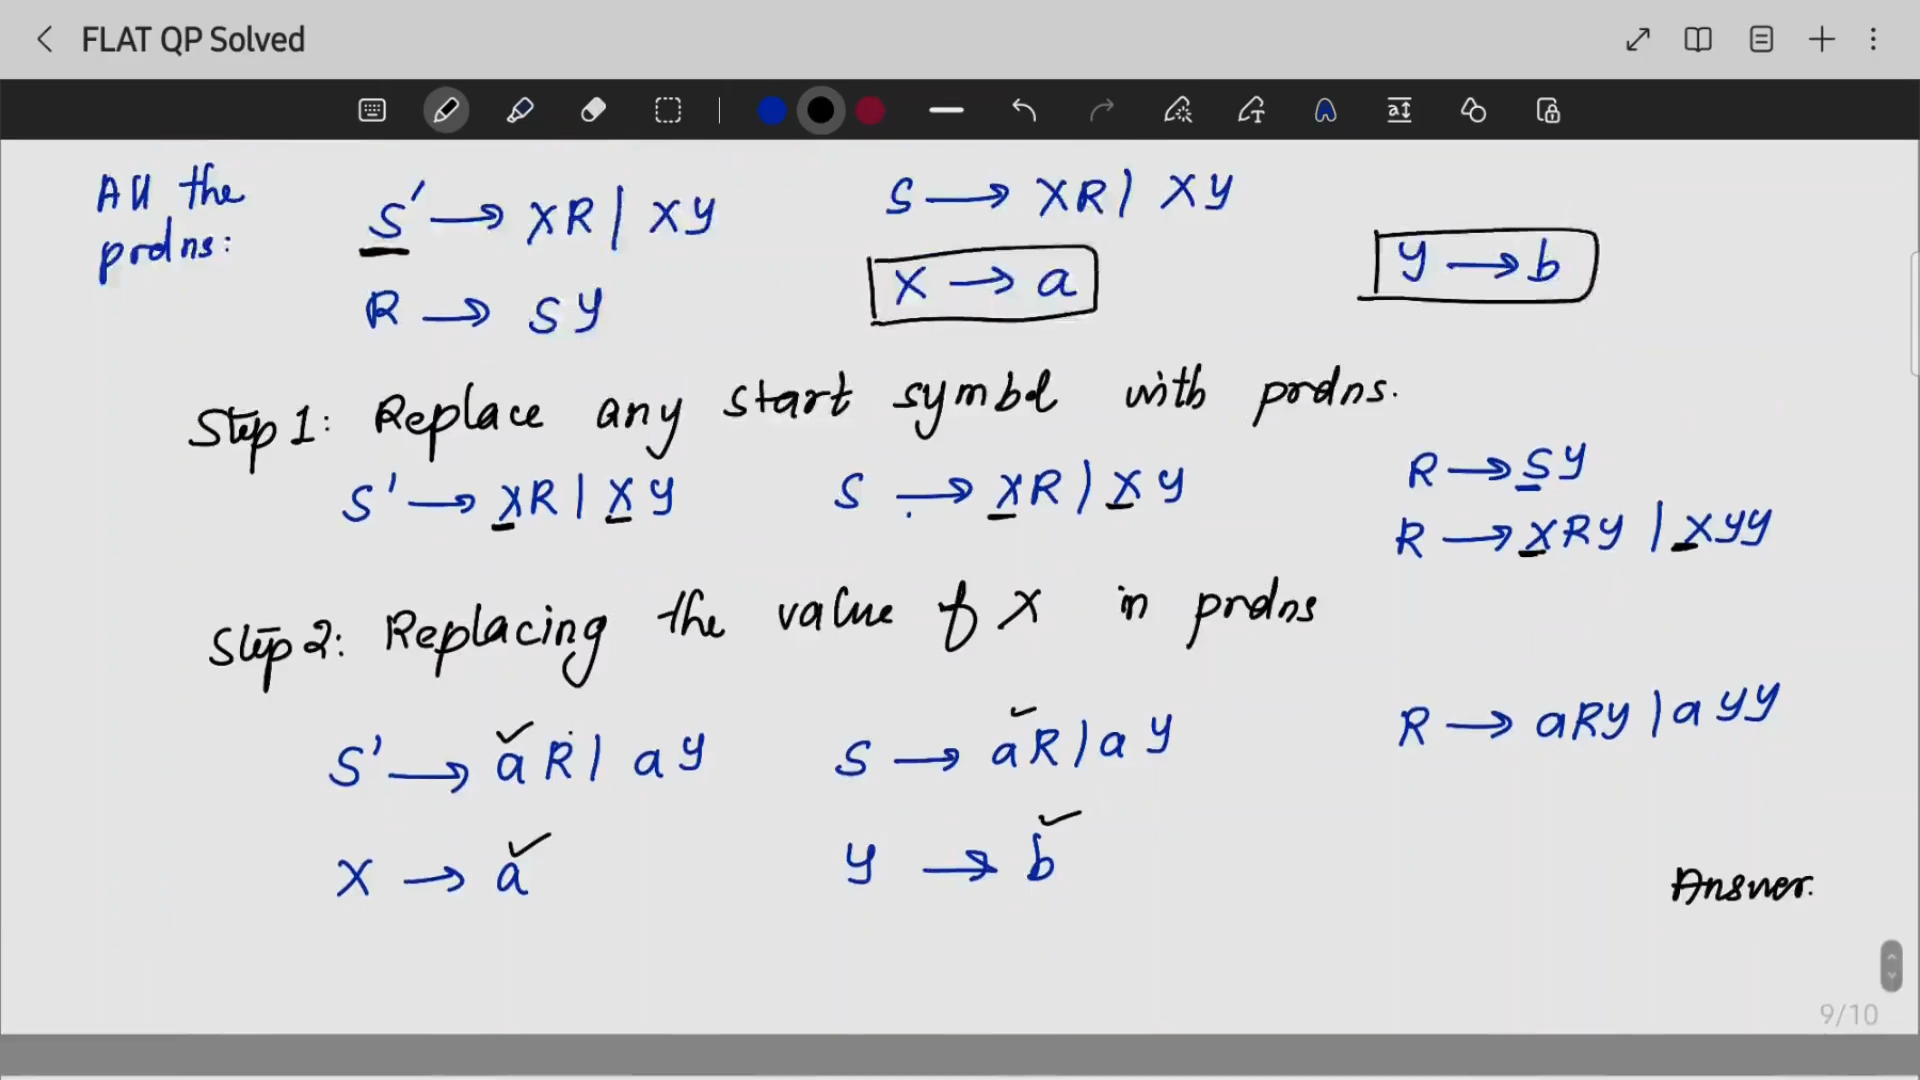 FLAT QP Solved
All the prdns:
S' → XR | XY
S → XR | XY
R → SY
X → a
Y → b
Step 1: Replace any start symbol with prdns.
S' → XR | XY
S → XR | XY
R → SY
R → XRY | XYY
Step 2: Replacing the value of X in prdns
S' → aR | aY
S → aR | aY
R → aRY | aYY
X → a
Y → b
Answer.
9/10